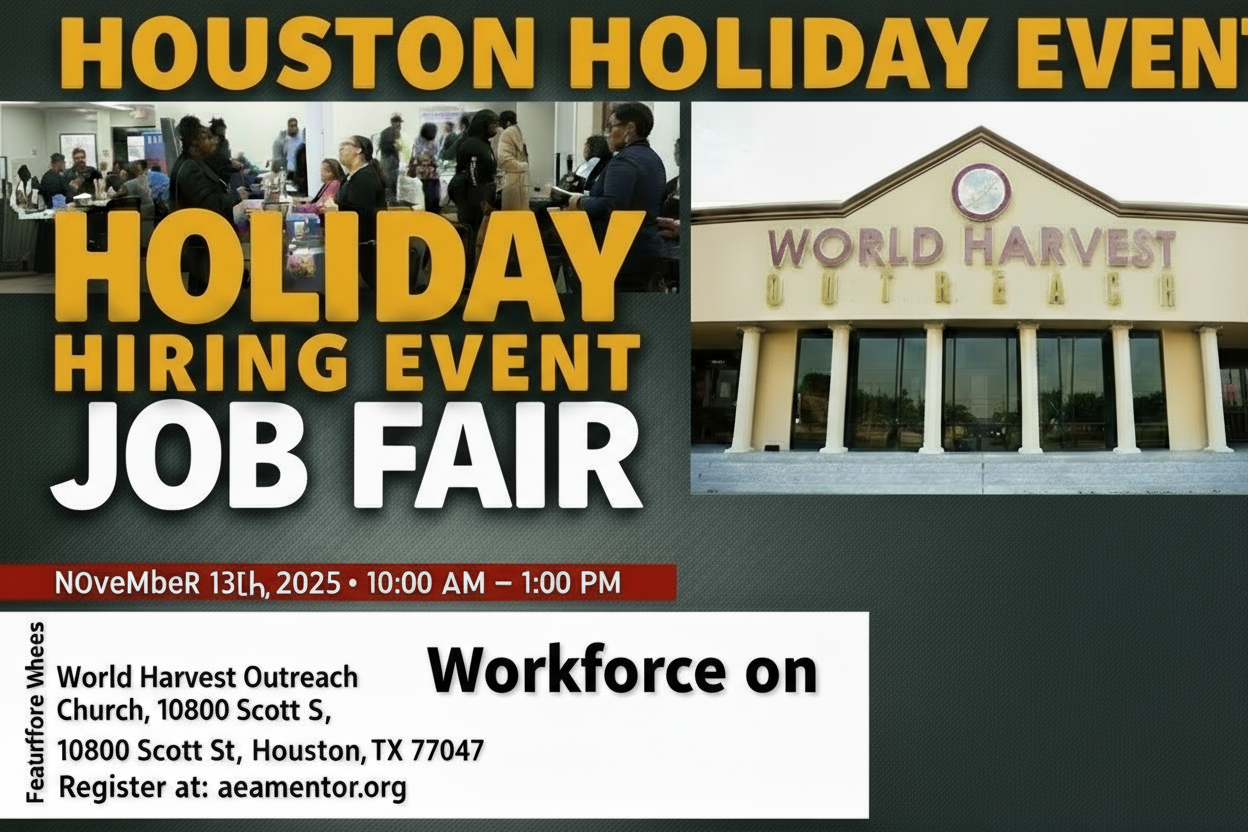 HOUSTON HOLIDAY EVENT
WORLD HARVEST
OUTREACH
HOLIDAY
HIRING EVENT
JOB FAIR
NOveMbeR 13th, 2025 • 10:00 AM – 1:00 PM
Featurffore Whees
Workforce on
World Harvest Outreach
Church, 10800 Scott S,
10800 Scott St, Houston, TX 77047
Register at: aeamentor.org